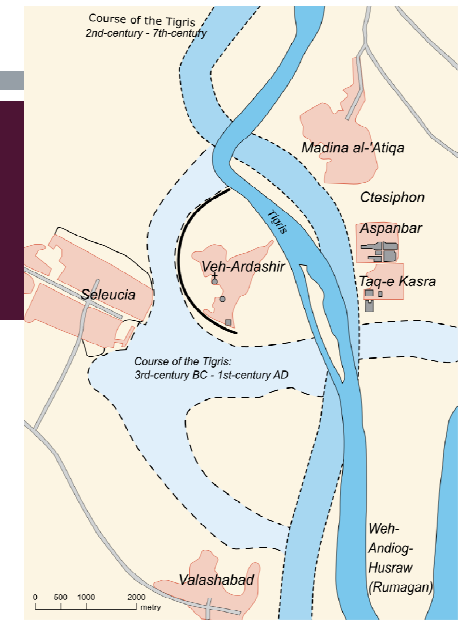 Course of the Tigris
2nd-century - 7th-century
Madina al-'Atiqa
Ctesiphon
Aspanbar
Tigris
Veh-Ardashir
Taq-e Kasra
Seleucia
Course of the Tigris:
3rd-century BC - 1st-century AD
Weh-
Andiog-
Husraw
(Rumagan)
Valashabad
0 500 1000 2000
metry